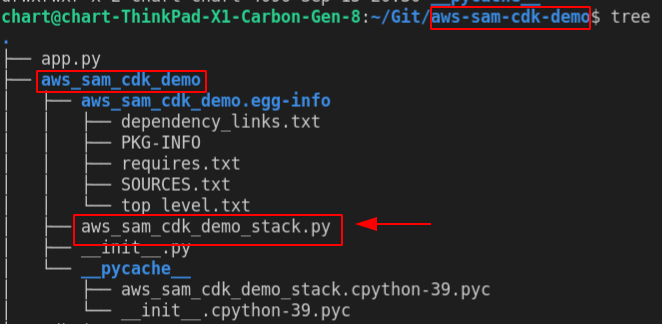 chart@chart-ThinkPad-X1-Carbon-Gen-8:~/Git/aws-sam-cdk-demo$ tree
.
├── app.py
├── aws_sam_cdk_demo
│   ├── aws_sam_cdk_demo.egg-info
│   │   ├── dependency_links.txt
│   │   ├── PKG-INFO
│   │   ├── requires.txt
│   │   ├── SOURCES.txt
│   │   └── top_level.txt
│   ├── aws_sam_cdk_demo_stack.py
│   ├── __init__.py
│   └── __pycache__
│       ├── aws_sam_cdk_demo_stack.cpython-39.pyc
│       └── __init__.cpython-39.pyc